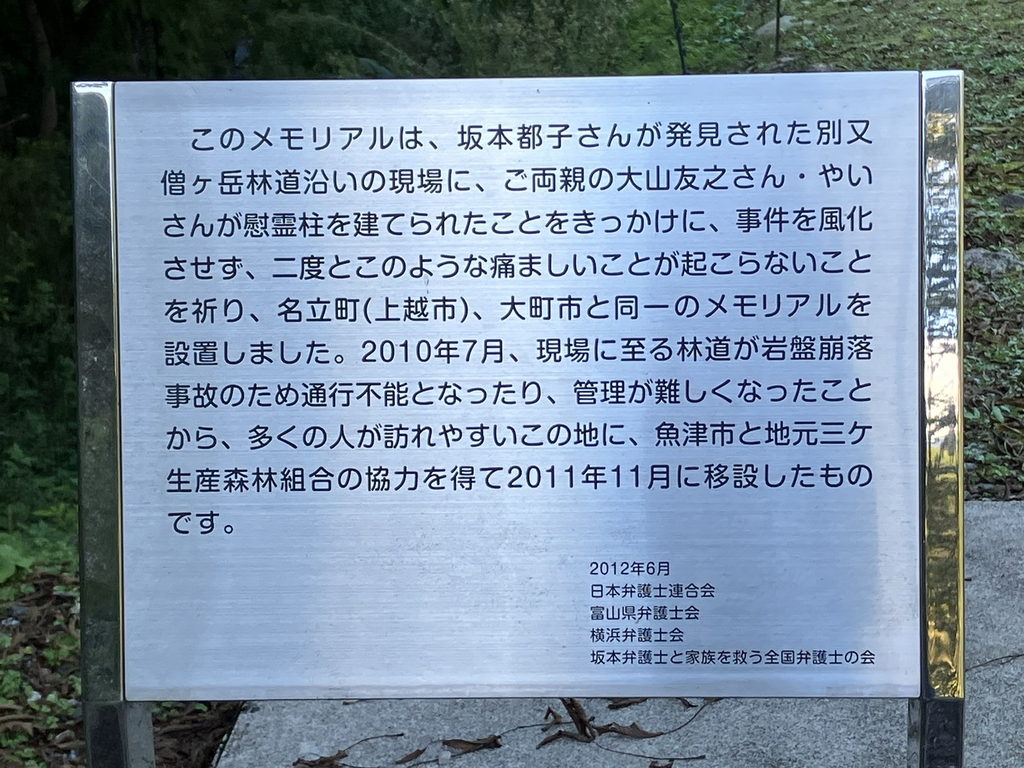 このメモリアルは、坂本都子さんが発見された別又
僧ヶ岳林道沿いの現場に、ご両親の大山友之さん・やい
さんが慰霊柱を建てられたことをきっかけに、事件を風化
させず、二度とこのような痛ましいことが起こらないこと
を祈り、名立町(上越市)、大町市と同一のメモリアルを
設置しました。2010年7月、現場に至る林道が岩盤崩落
事故のため通行不能となったり、管理が難しくなったこと
から、多くの人が訪れやすいこの地に、魚津市と地元三ケ
生産森林組合の協力を得て2011年11月に移設したもの
です。
2012年6月
日本弁護士連合会
富山県弁護士会
横浜弁護士会
坂本弁護士と家族を救う全国弁護士の会